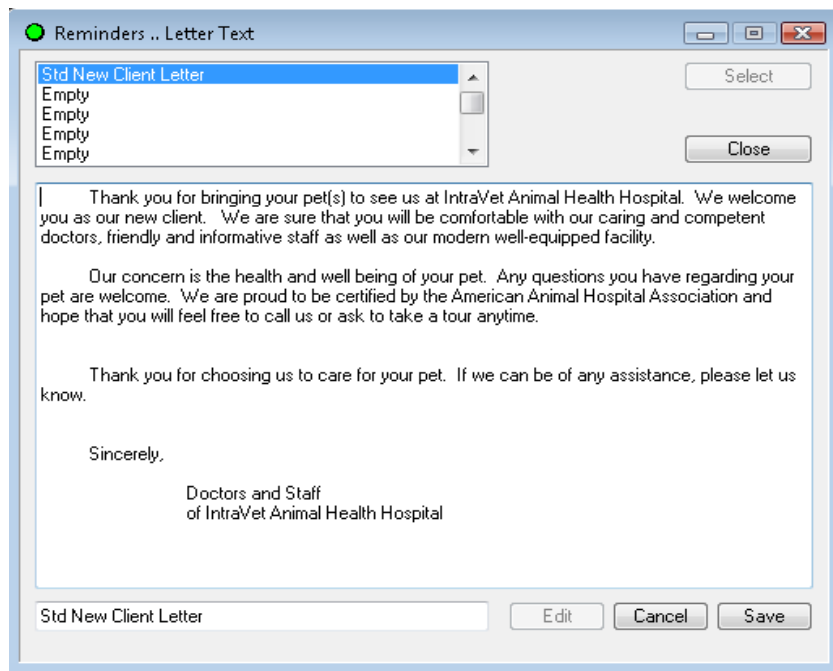 Reminders .. Letter Text
Std New Client Letter
Empty
Empty
Empty
Empty
Select
Close
Thank you for bringing your pet(s) to see us at IntraVet Animal Health Hospital.  We welcome
you as our new client.   We are sure that you will be comfortable with our caring and competent
doctors, friendly and informative staff as well as our modern well-equipped facility.
Our concern is the health and well being of your pet.  Any questions you have regarding your
pet are welcome.  We are proud to be certified by the American Animal Hospital Association and
hope that you will feel free to call us or ask to take a tour anytime.
Thank you for choosing us to care for your pet.  If we can be of any assistance, please let us
know.
Sincerely,
Doctors and Staff
of IntraVet Animal Health Hospital
Std New Client Letter
Edit
Cancel
Save